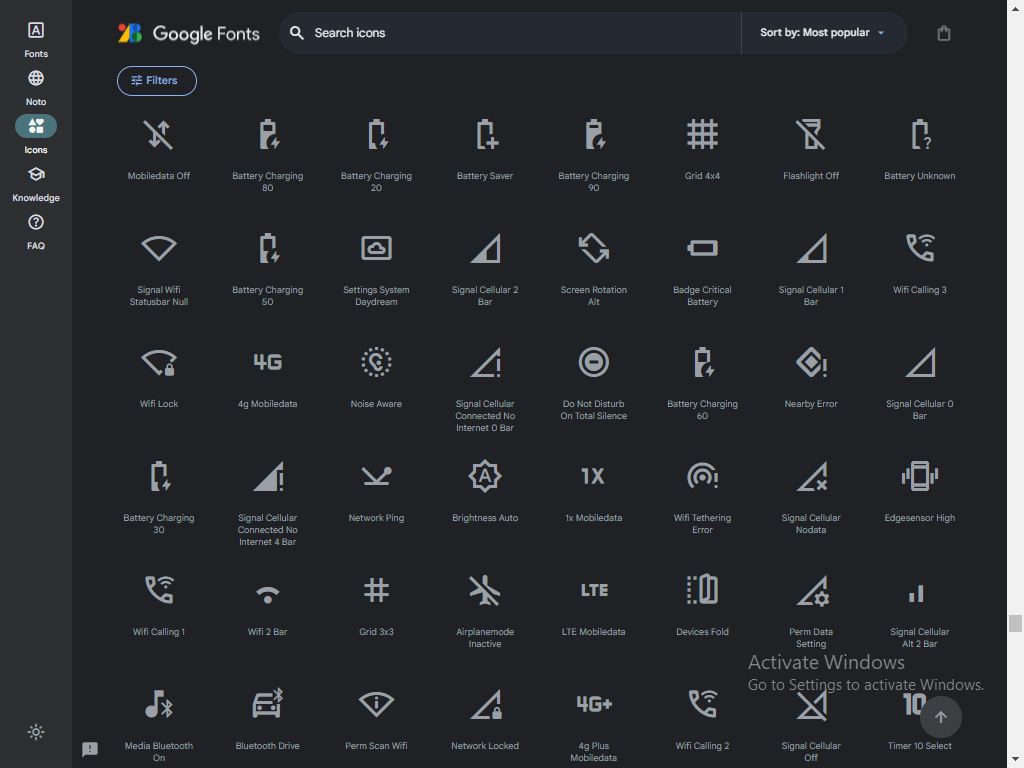 Google Fonts
Search icons
Sort by: Most popular
Fonts
Noto
Icons
Knowledge
FAQ
Filters
Mobiledata Off
Battery Charging
80
Battery Charging
20
Battery Saver
Battery Charging
90
Grid 4x4
Flashlight Off
Battery Unknown
Signal Wifi
Statusbar Null
Battery Charging
50
Settings System
Daydream
Signal Cellular 2
Bar
Screen Rotation
Alt
Badge Critical
Battery
Signal Cellular 1
Bar
Wifi Calling 3
4G
Wifi Lock
4g Mobiledata
Noise Aware
Signal Cellular
Connected No
Internet 0 Bar
Do Not Disturb
On Total Silence
Battery Charging
60
Nearby Error
Signal Cellular 0
Bar
A
1X
Battery Charging
30
Signal Cellular
Connected No
Internet 4 Bar
Network Ping
Brightness Auto
1x Mobiledata
Wifi Tethering
Error
Signal Cellular
Nodata
Edgesensor High
LTE
Wifi Calling 1
Wifi 2 Bar
Grid 3x3
Airplanemode
Inactive
LTE Mobiledata
Devices Fold
Perm Data
Setting
Signal Cellular
Alt 2 Bar
Activate Windows
Go to Settings to activate Windows.
4G+
10
Media Bluetooth
On
Bluetooth Drive
Perm Scan Wifi
Network Locked
4g Plus
Mobiledata
Wifi Calling 2
Signal Cellular
Off
Timer 10 Select